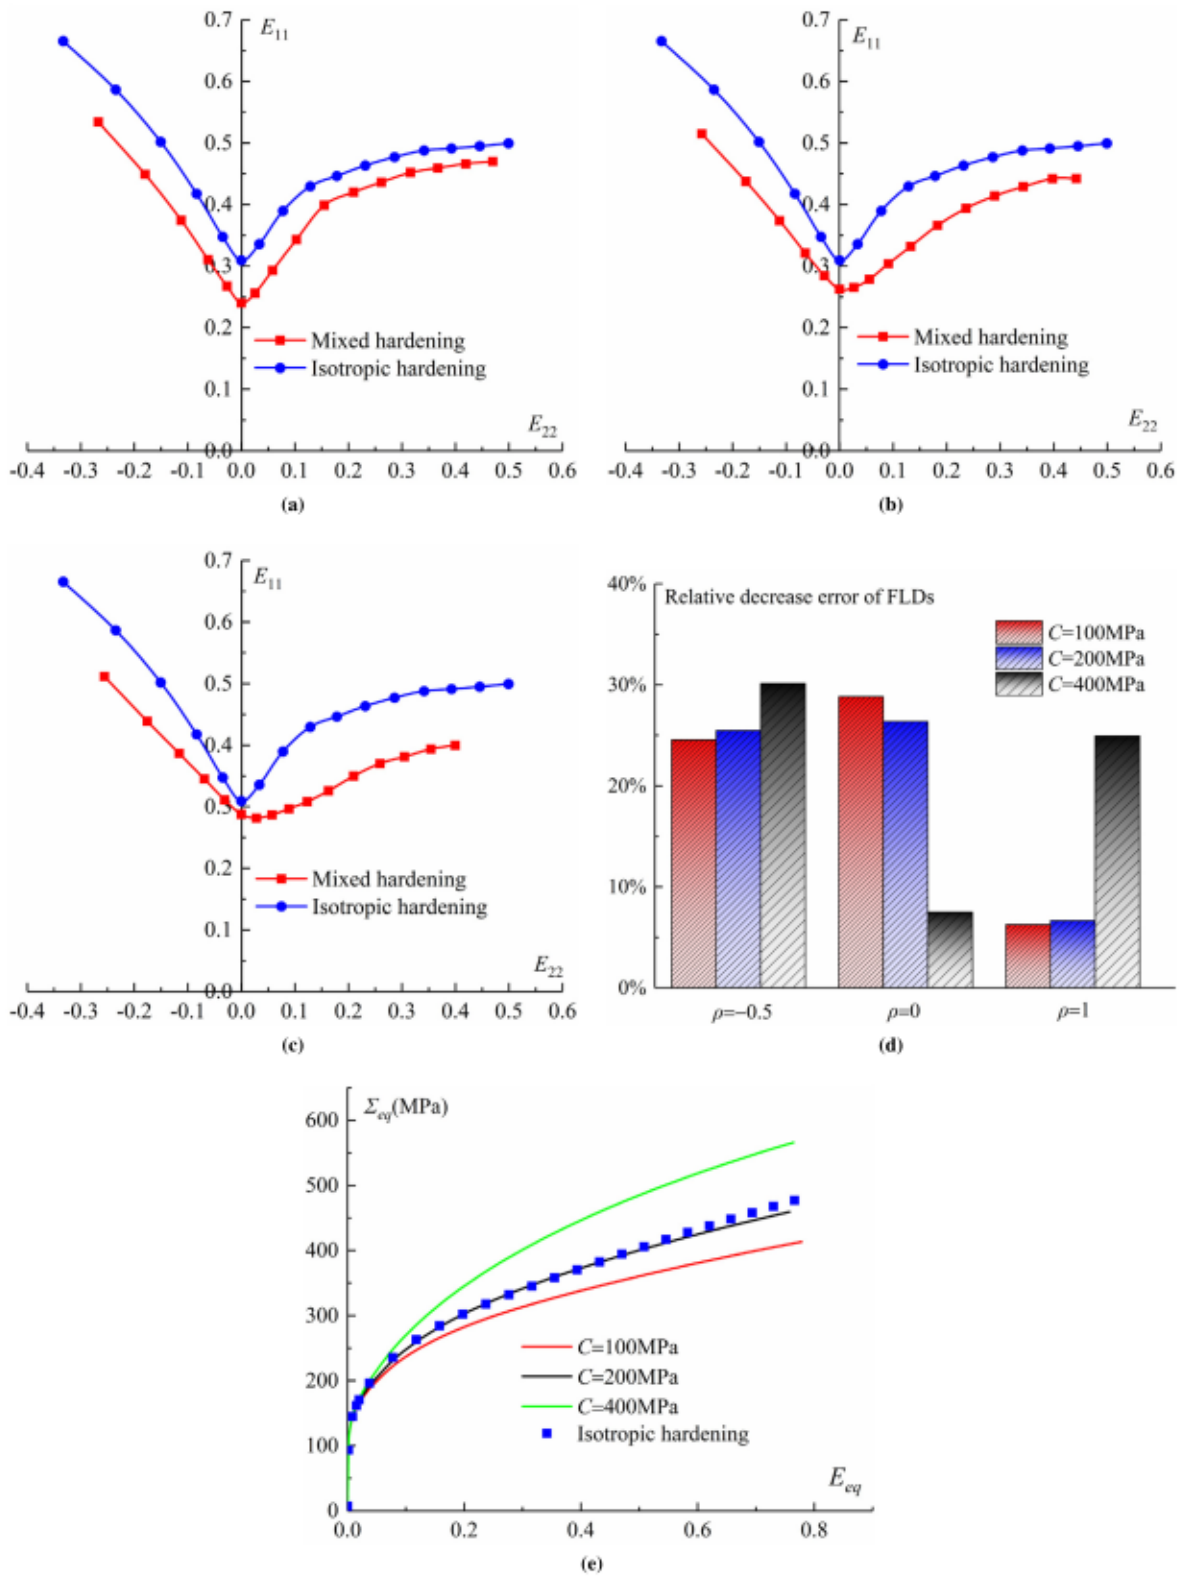 0.7
E11
0.6
0.5
0.4
0.3
0.2
Mixed hardening
Isotropic hardening
0.1
E22
0.0
-0.4 -0.3 -0.2 -0.1 0.0 0.1 0.2 0.3 0.4 0.5 0.6
(a)
0.7
E11
0.6
0.5
0.4
0.3
0.2
Mixed hardening
Isotropic hardening
0.1
E22
0.0
-0.4 -0.3 -0.2 -0.1 0.0 0.1 0.2 0.3 0.4 0.5 0.6
(b)
0.7
E11
0.6
0.5
0.4
0.3
0.2
Mixed hardening
Isotropic hardening
0.1
E22
0.0
-0.4 -0.3 -0.2 -0.1 0.0 0.1 0.2 0.3 0.4 0.5 0.6
(c)
40%
Relative decrease error of FLDs
C=100MPa
C=200MPa
C=400MPa
30%
20%
10%
0%
ρ=−0.5 ρ=0 ρ=1
(d)
Σeq(MPa)
600
500
400
300
C=100MPa
200
C=200MPa
C=400MPa
100
Isotropic hardening
Eeq
0
0.0 0.2 0.4 0.6 0.8
(e)